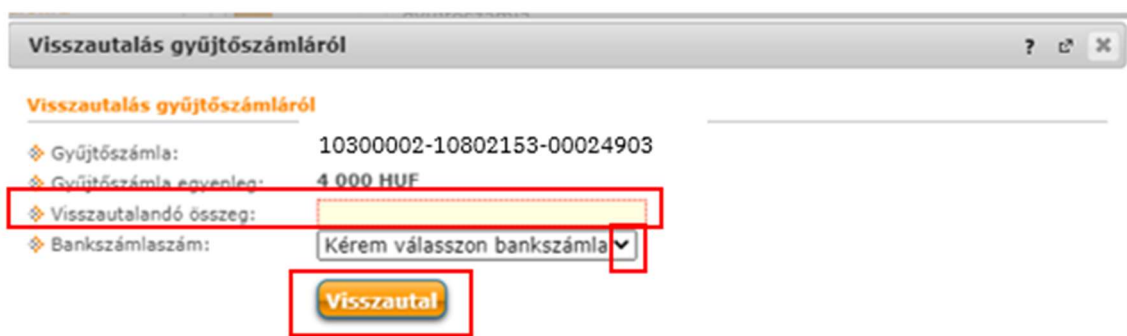 Visszautalás gyűjtőszámláról ?
Visszautalás gyűjtőszámláról
Gyűjtőszámla: 10300002-10802153-00024903
Gyűjtőszámla egyenleg: 4 000 HUF
Visszautalandó összeg:
Bankszámlaszám: Kérem válasszon bankszámla
Visszautal